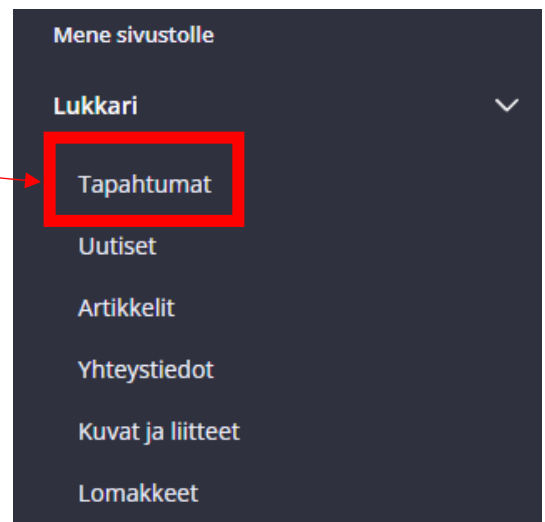 Mene sivustolle
Lukkari
Tapahtumat
Uutiset
Artikkelit
Yhteystiedot
Kuvat ja liitteet
Lomakkeet